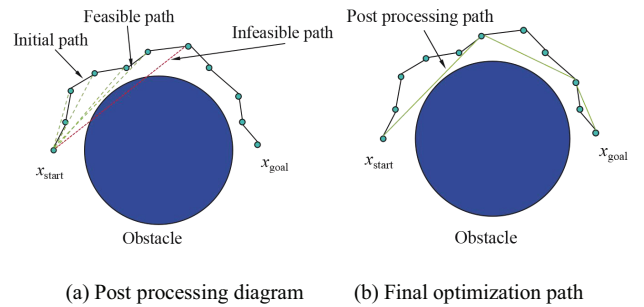 Initial path
Feasible path
Infeasible path
x_start
x_goal
Obstacle
(a) Post processing diagram
Post processing path
x_start
x_goal
Obstacle
(b) Final optimization path